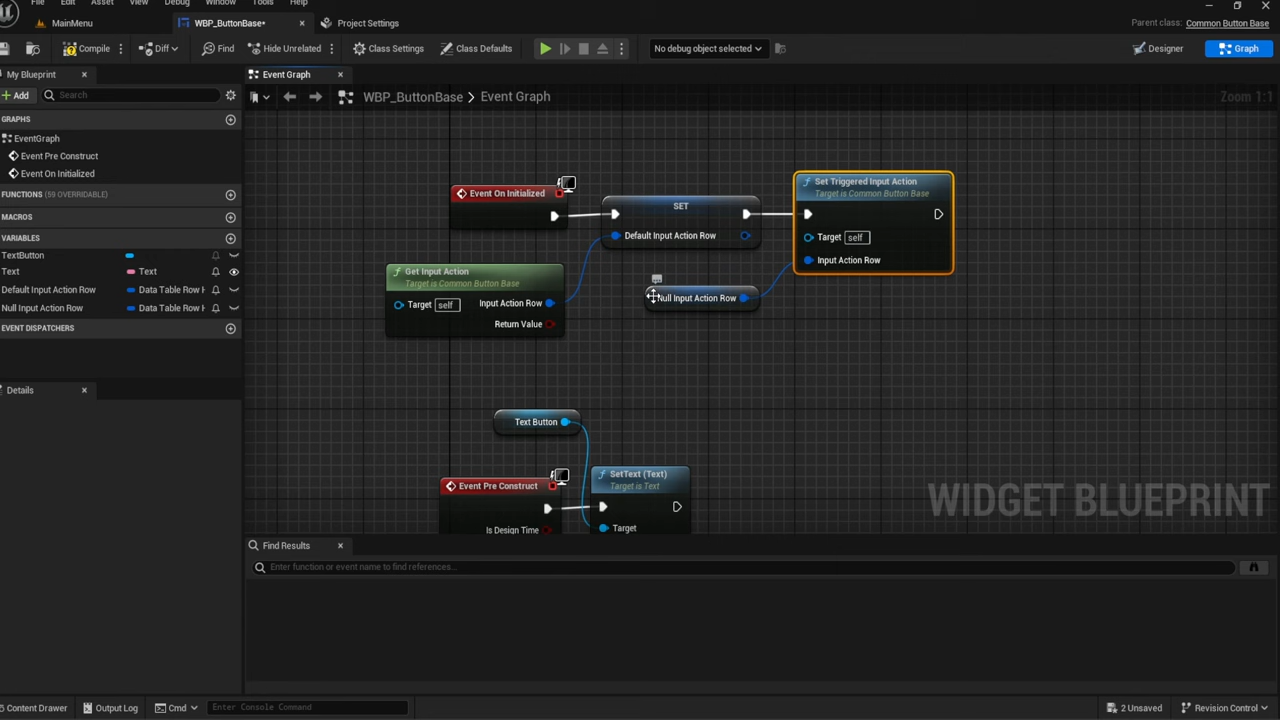 File Edit Asset View Debug Window Tools Help
MainMenu WBP_ButtonBase* Project Settings Parent class: Common Button Base
Compile Diff Find Hide Unrelated Class Settings Class Defaults No debug object selected Designer Graph
My Blueprint Event Graph
Add Search WBP_ButtonBase > Event Graph Zoom 1:1
GRAPHS
EventGraph
Event Pre Construct
Event On Initialized
FUNCTIONS (59 OVERRIDABLE)
MACROS
VARIABLES
TextButton
Text Text
Default Input Action Row Data Table Row H
Null Input Action Row Data Table Row H
EVENT DISPATCHERS
Details
Event On Initialized
SET
Default Input Action Row
Set Triggered Input Action
Target is Common Button Base
Target self
Input Action Row
Get Input Action
Target is Common Button Base
Target self Input Action Row
Return Value
Null Input Action Row
Text Button
Event Pre Construct
Is Design Time
SetText (Text)
Target is Text
Target
WIDGET BLUEPRINT
Find Results
Enter function or event name to find references...
Content Drawer Output Log Cmd Enter Console Command 2 Unsaved Revision Control